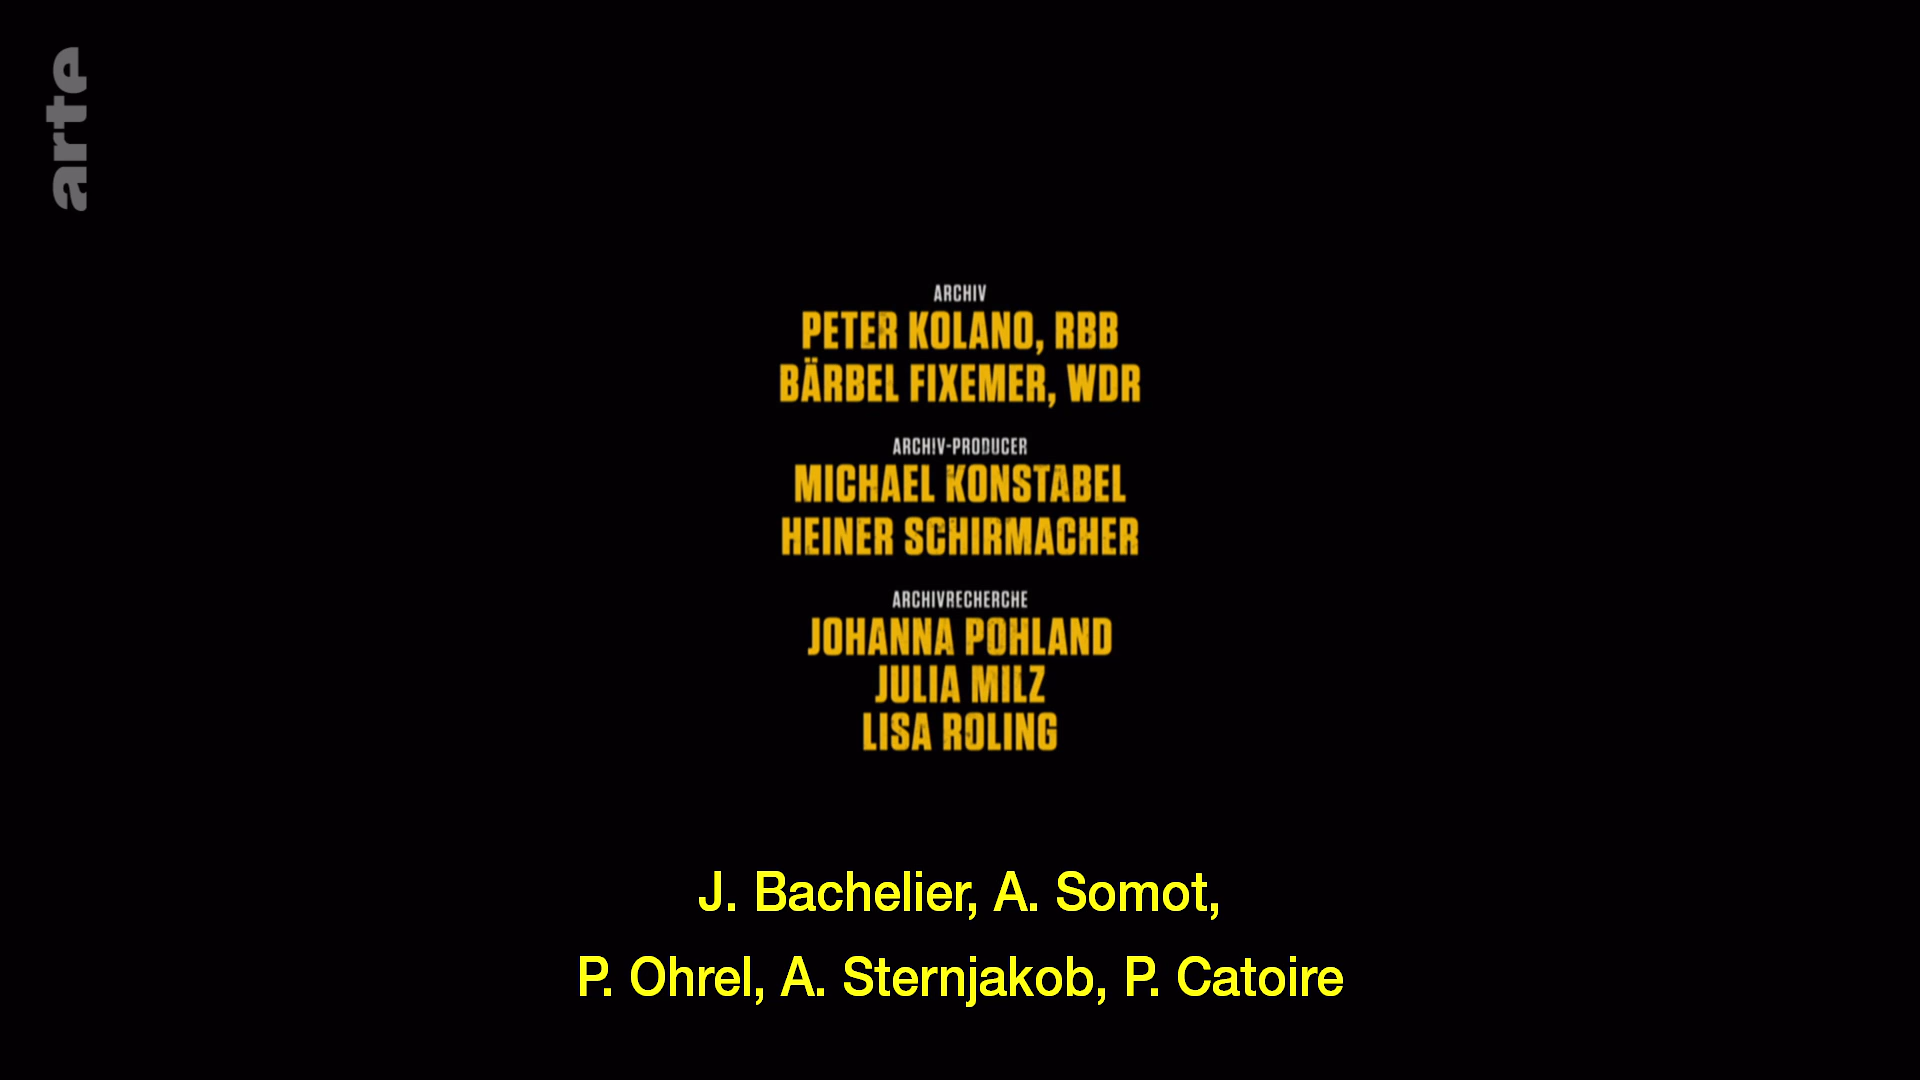 arte
ARCHIV
PETER KOLANO, RBB
BÄRBEL FIXEMER, WDR
ARCHIV-PRODUCER
MICHAEL KONSTABEL
HEINER SCHIRMACHER
ARCHIVRECHERCHE
JOHANNA POHLAND
JULIA MILZ
LISA ROLING
J. Bachelier, A. Somot,
P. Ohrel, A. Sternjakob, P. Catoire